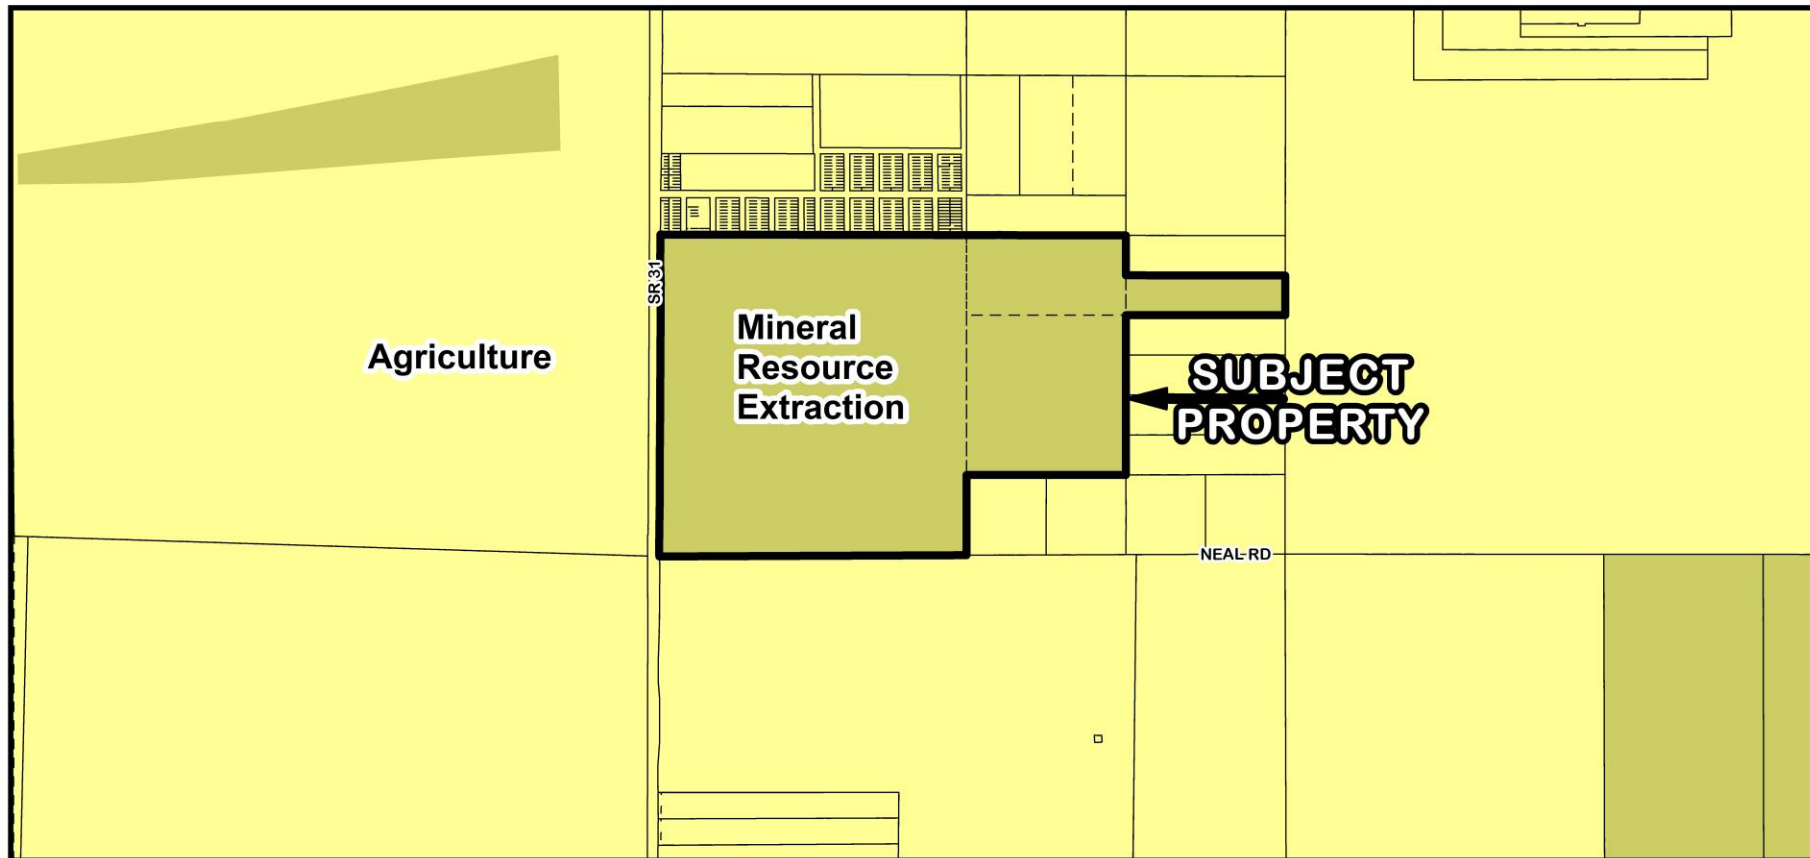 SR 31
Mineral
Resource
Extraction
Agriculture
SUBJECT
PROPERTY
NEAL RD